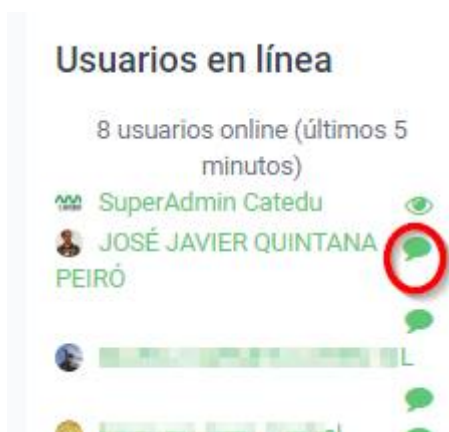 Usuarios en línea
8 usuarios online (últimos 5
minutos)
SuperAdmin Catedu
JOSÉ JAVIER QUINTANA
PEIRÓ
L